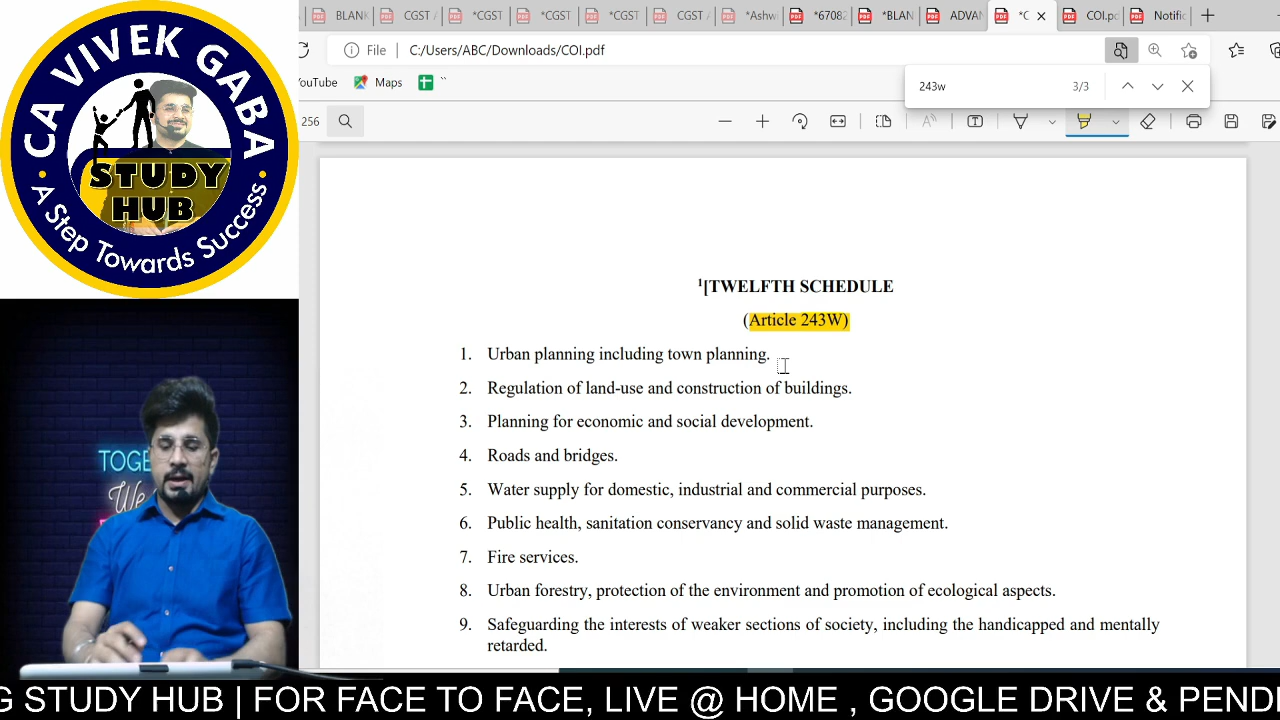 CA VIVEK GABA
STUDY
HUB
A Step Towards Success
BLANK
CGST
*CGST
*CGST
CGST
CGST
*Ashw
*6720
*BLAN
ADVAN
COI.pd
Notific
File C:/Users/ABC/Downloads/COI.pdf
YouTube
Maps
243w 3/3
256
¹[TWELFTH SCHEDULE
(Article 243W)
1. Urban planning including town planning.
2. Regulation of land-use and construction of buildings.
3. Planning for economic and social development.
4. Roads and bridges.
5. Water supply for domestic, industrial and commercial purposes.
6. Public health, sanitation conservancy and solid waste management.
7. Fire services.
8. Urban forestry, protection of the environment and promotion of ecological aspects.
9. Safeguarding the interests of weaker sections of society, including the handicapped and mentally
retarded.
TOGE
We
G STUDY HUB | FOR FACE TO FACE, LIVE @ HOME , GOOGLE DRIVE & PEND